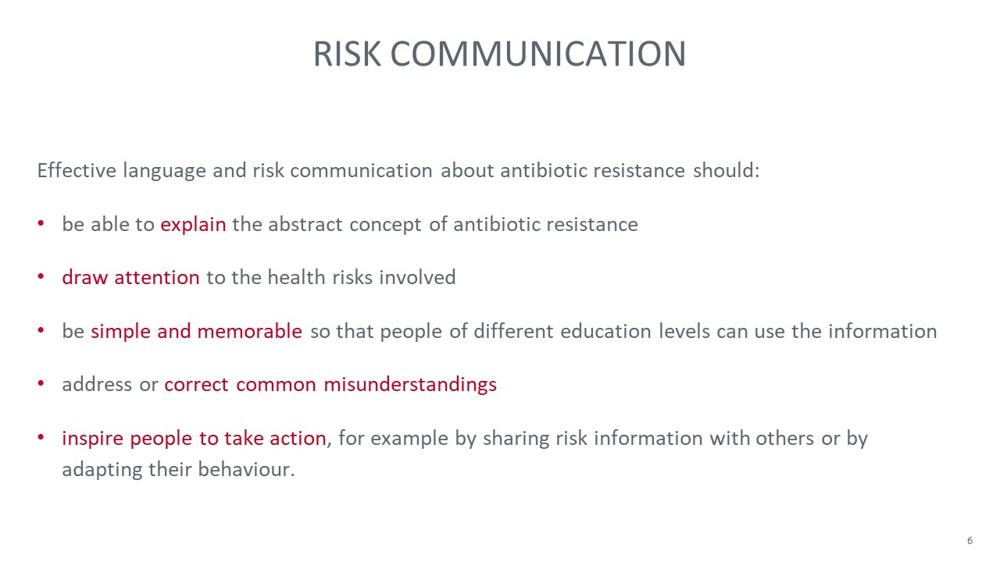 RISK COMMUNICATION
Effective language and risk communication about antibiotic resistance should:
• be able to explain the abstract concept of antibiotic resistance
• draw attention to the health risks involved
• be simple and memorable so that people of different education levels can use the information
• address or correct common misunderstandings
• inspire people to take action, for example by sharing risk information with others or by
adapting their behaviour.
6